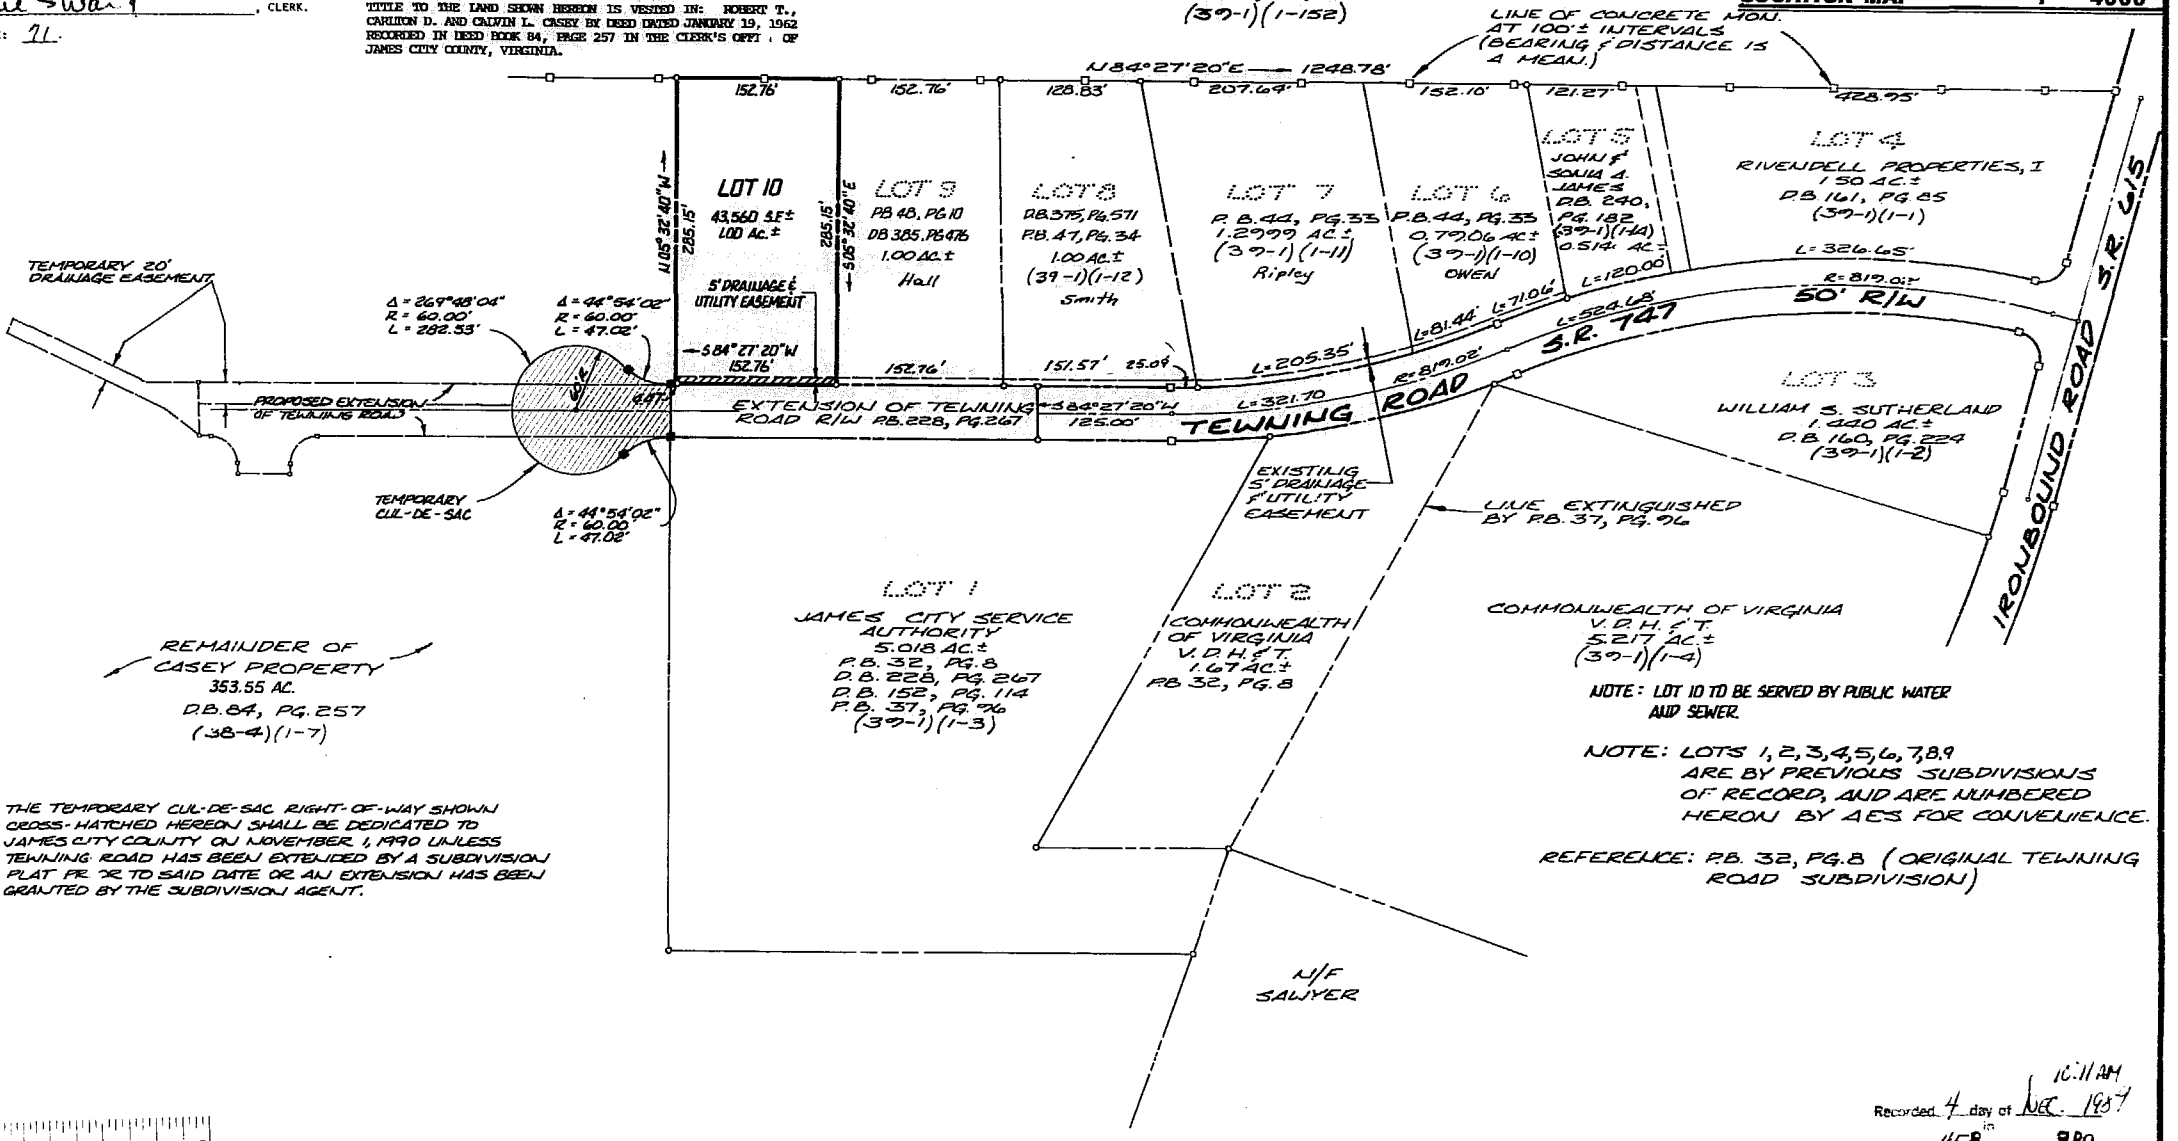 , CLERK.
: 71.
TITLE TO THE LAND SHOWN HEREON IS VESTED IN: ROBERT T.,
CARLTON D. AND CALVIN L. CASEY BY DEED DATED JANUARY 19, 1962
RECORDED IN DEED BOOK 84, PAGE 257 IN THE CLERK'S OFFI OF
JAMES CITY COUNTY, VIRGINIA.
(39-1)(1-152)
LOCATION MAP 1" 4000'
LINE OF CONCRETE MON.
AT 100'± INTERVALS
(BEARING & DISTANCE IS
A MEAN.)
N 84°27'20"E 1248.78'
152.76' 152.76' 128.83' 207.64' 152.10' 121.27' 428.95'
N 05°32'40"W
285.15'
LOT 10
43,560 S.F.±
1.00 AC.±
285.15'
S 05°32'40"E
5' DRAINAGE &
UTILITY EASEMENT
S 84°27'20"W
152.76'
LOT 9
P.B. 48, PG 10
DB 385, PG 476
1.00 AC.±
Hall
152.76'
LOT 8
D.B. 375, PG. 571
P.B. 47, PG. 34
1.00 AC.±
(39-1)(1-12)
Smith
151.57' 25.09'
LOT 7
P.B. 44, PG. 33
1.2999 AC±
(39-1)(1-11)
Ripley
L=205.35'
LOT 6
P.B. 44, PG. 33
0.7906 AC±
(39-1)(1-10)
OWEN
L=81.44' L=71.06'
LOT 5
JOHN &
SONIA A.
JAMES
D.B. 240,
PG. 182
(39-1)(1-1A)
0.514 AC±
L=120.00'
LOT 4
RIVENDELL PROPERTIES, I
1.50 AC.±
D.B. 161, PG. 85
(39-1)(1-1)
L=326.65'
R=819.02'
L=524.68'
50' R/W
S.R. 747
TEWNING ROAD
R=819.02'
L=321.70
IRONBOUND ROAD S.R. 615
TEMPORARY 20'
DRAINAGE EASEMENT
Δ = 269°48'04"
R = 60.00'
L = 282.53'
Δ = 44°54'02"
R = 60.00'
L = 47.02'
60'R
4.47'
PROPOSED EXTENSION
OF TEWNING ROAD
EXTENSION OF TEWNING
ROAD R/W P.B. 228, PG. 267
S 84°27'20"W
125.00'
TEMPORARY
CUL-DE-SAC
Δ = 44°54'02"
R = 60.00'
L = 47.02'
EXISTING
5' DRAINAGE
& UTILITY
EASEMENT
LINE EXTINGUISHED
BY P.B. 37, PG. 96
LOT 3
WILLIAM S. SUTHERLAND
1.440 AC.±
D.B. 160, PG. 224
(39-1)(1-2)
LOT 1
JAMES CITY SERVICE
AUTHORITY
5.018 AC.±
P.B. 32, PG. 8
D.B. 228, PG. 267
D.B. 152, PG. 114
P.B. 37, PG. 96
(39-1)(1-3)
LOT 2
COMMONWEALTH
OF VIRGINIA
V.D.H. & T.
1.67 AC.±
P.B. 32, PG. 8
COMMONWEALTH OF VIRGINIA
V.D.H. & T.
5.217 AC.±
(39-1)(1-4)
REMAINDER OF
CASEY PROPERTY
353.55 AC.
D.B. 84, PG. 257
(38-4)(1-7)
NOTE: LOT 10 TO BE SERVED BY PUBLIC WATER
AND SEWER.
NOTE: LOTS 1,2,3,4,5,6,7,8,9
ARE BY PREVIOUS SUBDIVISIONS
OF RECORD, AND ARE NUMBERED
HERON BY AES FOR CONVENIENCE.
REFERENCE: P.B. 32, PG. 8 (ORIGINAL TEWNING
ROAD SUBDIVISION)
THE TEMPORARY CUL-DE-SAC RIGHT-OF-WAY SHOWN
CROSS-HATCHED HEREON SHALL BE DEDICATED TO
JAMES CITY COUNTY ON NOVEMBER 1, 1990 UNLESS
TEWNING ROAD HAS BEEN EXTENDED BY A SUBDIVISION
PLAT PR OR TO SAID DATE OR AN EXTENSION HAS BEEN
GRANTED BY THE SUBDIVISION AGENT.
N/F
SAWYER
10:11 AM
Recorded 4 day of DEC. 1987
in